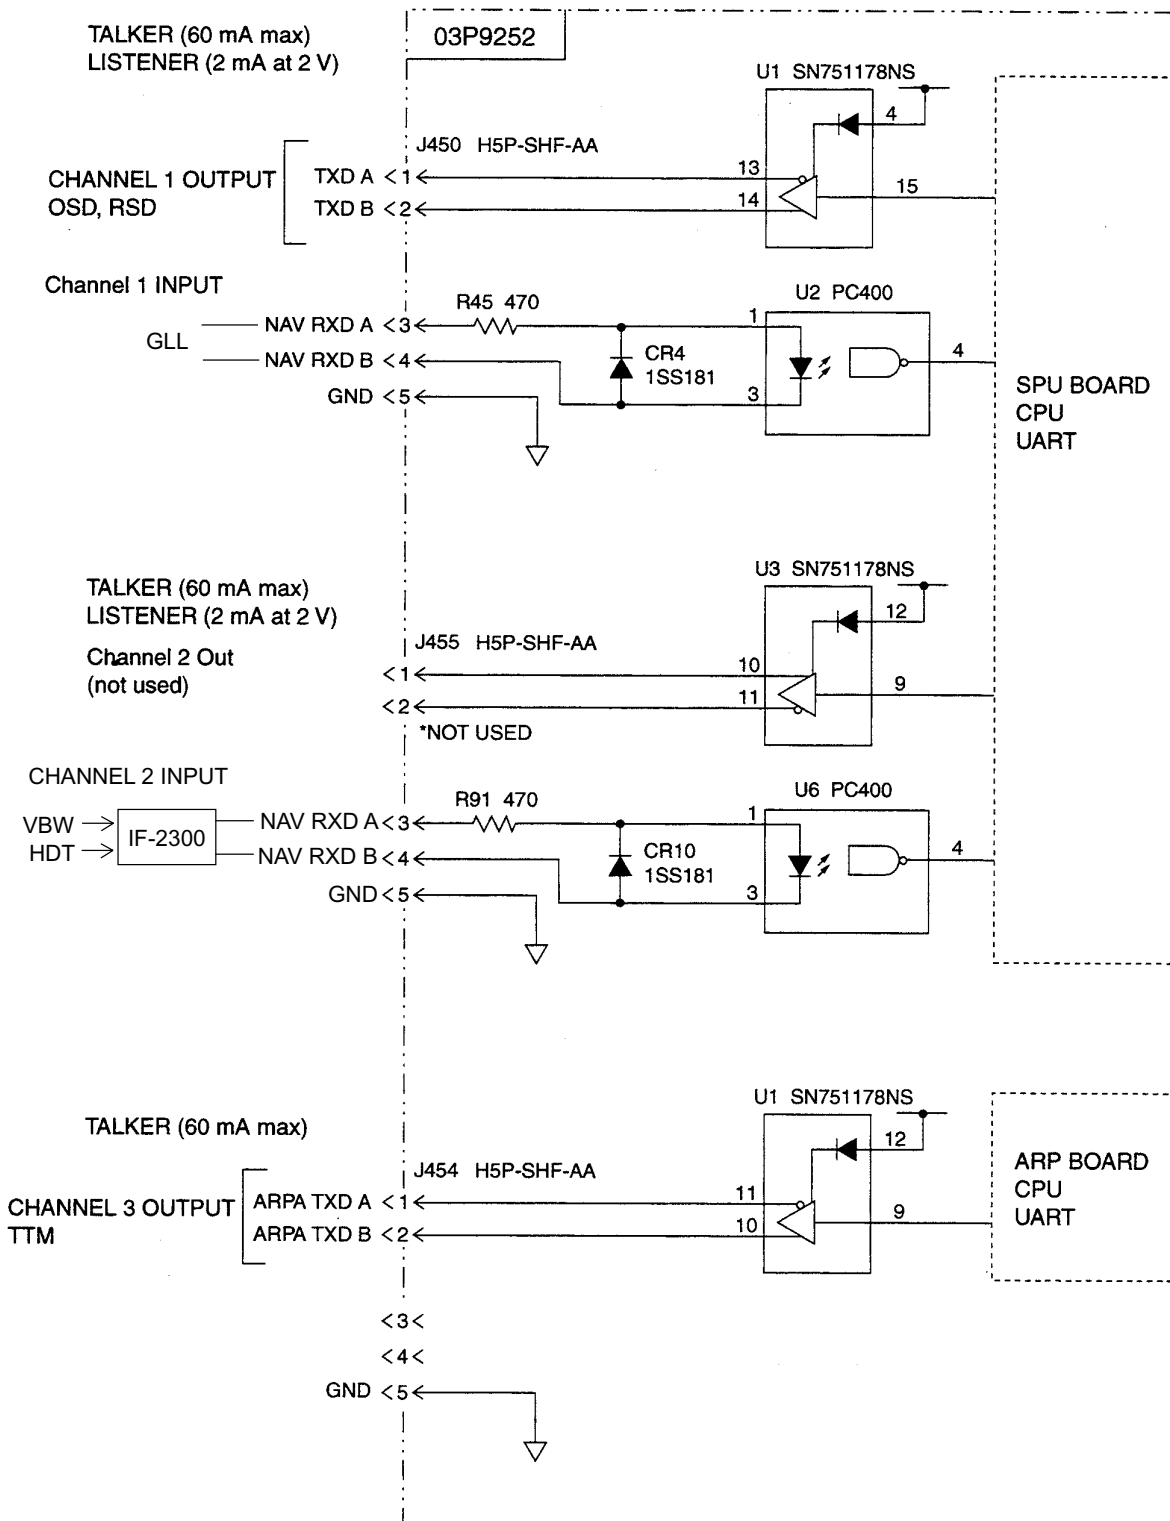 TALKER (60 mA max)
LISTENER (2 mA at 2 V)
03P9252
U1 SN751178NS
4
J450 H5P-SHF-AA
CHANNEL 1 OUTPUT
OSD, RSD
TXD A <1
13
15
TXD B <2
14
Channel 1 INPUT
R45 470
U2 PC400
GLL
NAV RXD A <3
1
NAV RXD B <4
CR4
1SS181
4
GND <5
3
SPU BOARD
CPU
UART
TALKER (60 mA max)
LISTENER (2 mA at 2 V)
U3 SN751178NS
12
Channel 2 Out
(not used)
J455 H5P-SHF-AA
<1
10
9
<2
11
*NOT USED
CHANNEL 2 INPUT
R91 470
U6 PC400
VBW
HDT
IF-2300
NAV RXD A <3
1
NAV RXD B <4
CR10
1SS181
4
GND <5
3
U1 SN751178NS
12
TALKER (60 mA max)
J454 H5P-SHF-AA
ARP BOARD
CPU
UART
CHANNEL 3 OUTPUT
TTM
ARPA TXD A <1
11
9
ARPA TXD B <2
10
<3<
<4<
GND <5